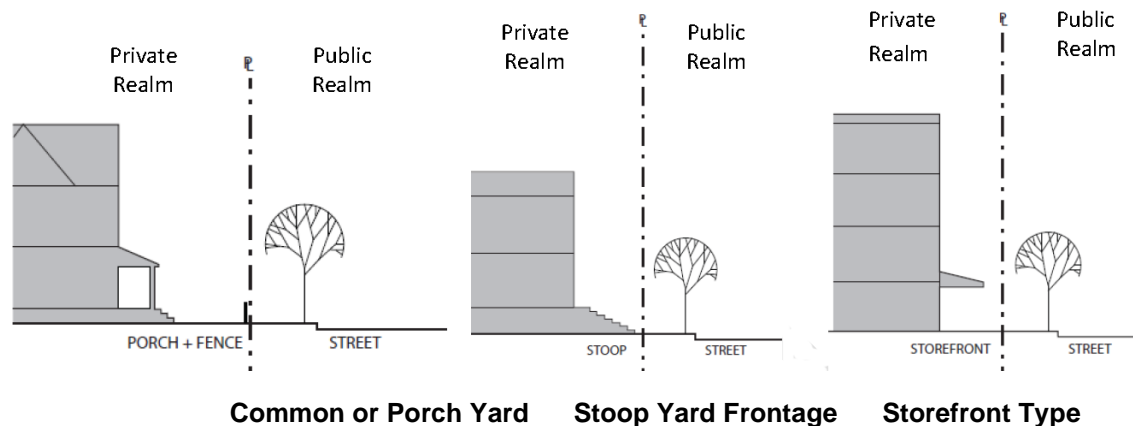 Private
Realm
℄
Public
Realm
PORCH + FENCE
STREET
Private
Realm
℄
Public
Realm
STOOP
STREET
Private
Realm
℄
Public
Realm
STOREFRONT
STREET
Common or Porch Yard
Stoop Yard Frontage
Storefront Type